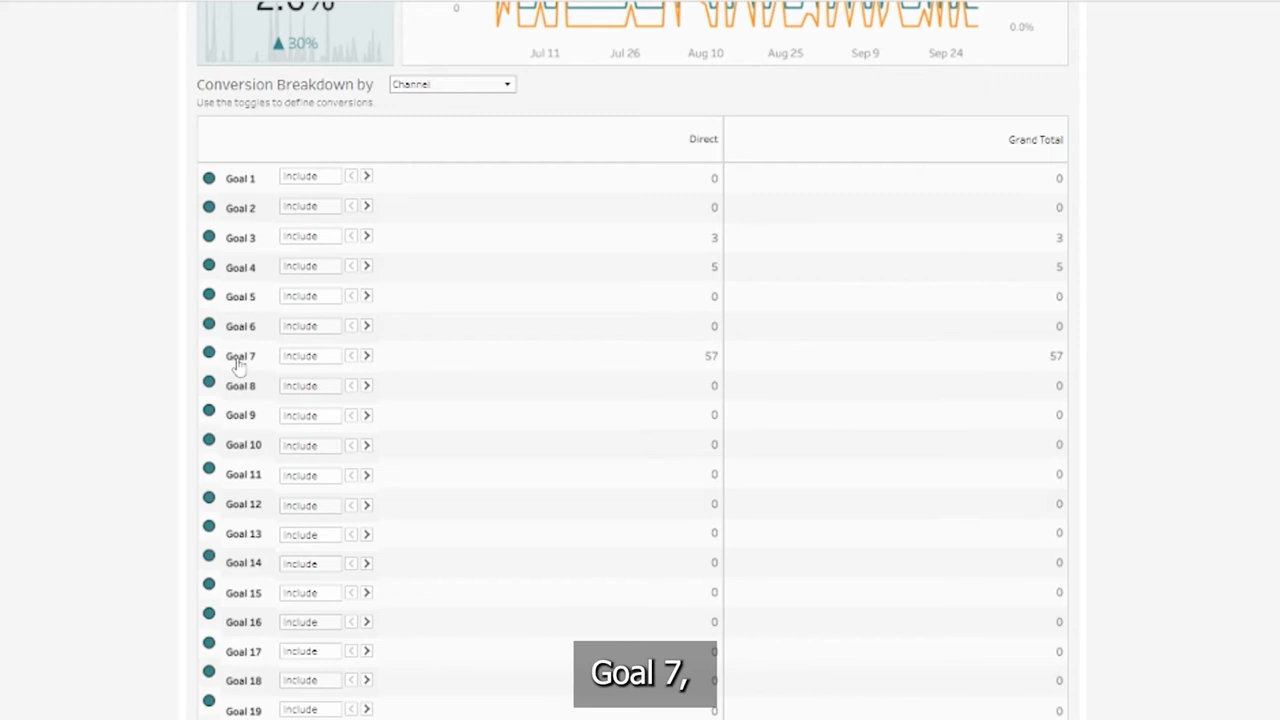 2.6%
▲ 30%
0
0.0%
Jul 11 Jul 26 Aug 10 Aug 25 Sep 9 Sep 24
Conversion Breakdown by Channel
Use the toggles to define conversions.
Direct Grand Total
Goal 1 Include < > 0 0
Goal 2 Include < > 0 0
Goal 3 Include < > 3 3
Goal 4 Include < > 5 5
Goal 5 Include < > 0 0
Goal 6 Include < > 0 0
Goal 7 Include < > 57 57
Goal 8 Include < > 0 0
Goal 9 Include < > 0 0
Goal 10 Include < > 0 0
Goal 11 Include < > 0 0
Goal 12 Include < > 0 0
Goal 13 Include < > 0 0
Goal 14 Include < > 0 0
Goal 15 Include < > 0 0
Goal 16 Include < > 0 0
Goal 17 Include < > 0 0
Goal 18 Include < > 0 0
Goal 19 Include < > 0 0
Goal 7,